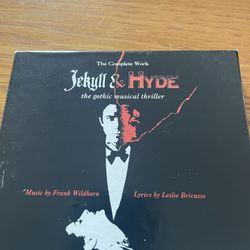 The Complete Work
Jekyll & HYDE
the gothic musical thriller
Music by Frank Wildhorn
Lyrics by Leslie Bricusse